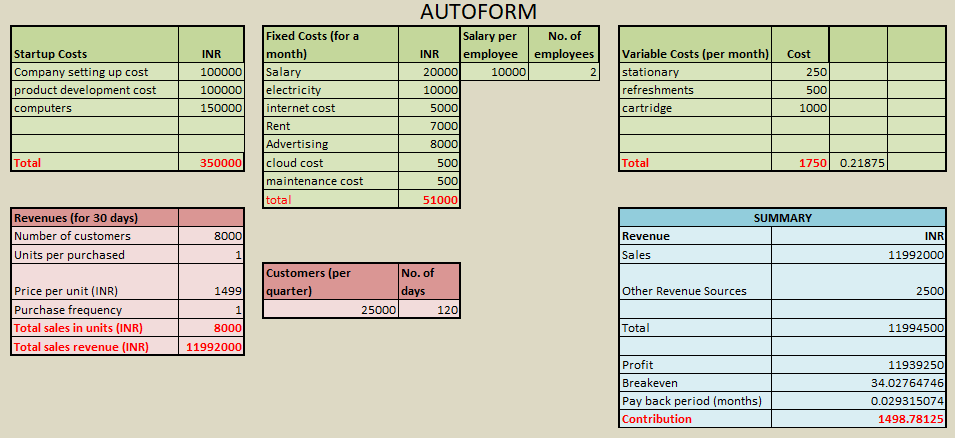 AUTOFORM
Startup Costs INR
Company setting up cost 100000
product development cost 100000
computers 150000
Total 350000
Fixed Costs (for a month) INR Salary per employee No. of employees
Salary 20000 10000 2
electricity 10000
internet cost 5000
Rent 7000
Advertising 8000
cloud cost 500
maintenance cost 500
total 51000
Variable Costs (per month) Cost
stationary 250
refreshments 500
cartridge 1000
Total 1750 0.21875
Revenues (for 30 days)
Number of customers 8000
Units per purchased 1
Price per unit (INR) 1499
Purchase frequency 1
Total sales in units (INR) 8000
Total sales revenue (INR) 11992000
Customers (per quarter) No. of days
25000 120
SUMMARY
Revenue INR
Sales 11992000
Other Revenue Sources 2500
Total 11994500
Profit 11939250
Breakeven 34.02764746
Pay back period (months) 0.029315074
Contribution 1498.78125